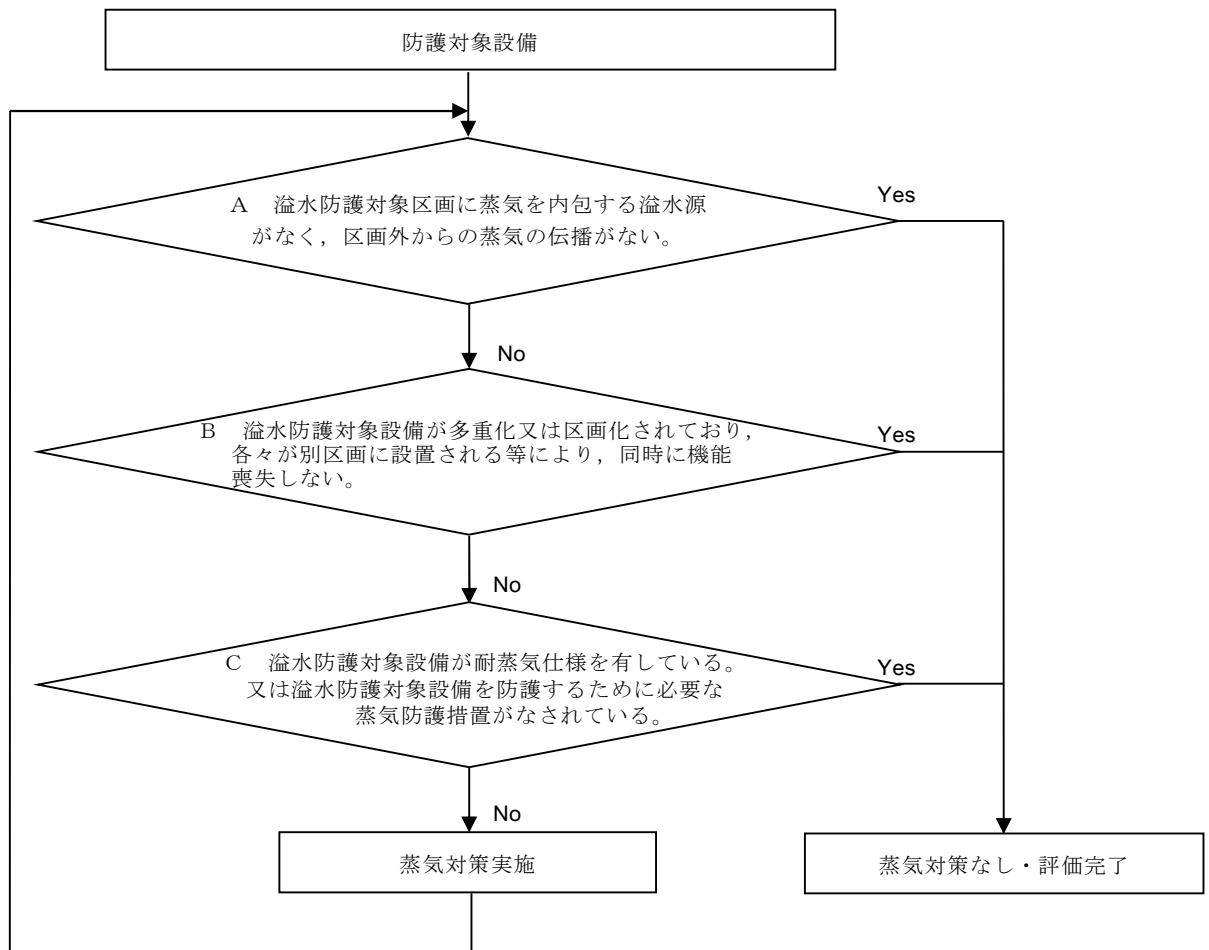 防護対象設備
A　溢水防護対象区画に蒸気を内包する溢水源
がなく，区画外からの蒸気の伝播がない。
Yes
No
B　溢水防護対象設備が多重化又は区画化されており，
各々が別区画に設置される等により，同時に機能
喪失しない。
Yes
No
C　溢水防護対象設備が耐蒸気仕様を有している。
又は溢水防護対象設備を防護するために必要な
蒸気防護措置がなされている。
Yes
No
蒸気対策実施
蒸気対策なし・評価完了